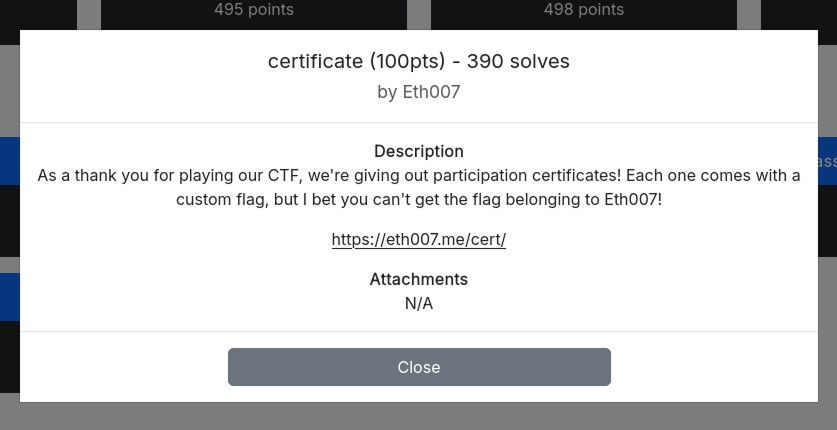 495 points
498 points
certificate (100pts) - 390 solves
by Eth007
Description
As a thank you for playing our CTF, we're giving out participation certificates! Each one comes with a
custom flag, but I bet you can't get the flag belonging to Eth007!
https://eth007.me/cert/
Attachments
N/A
Close